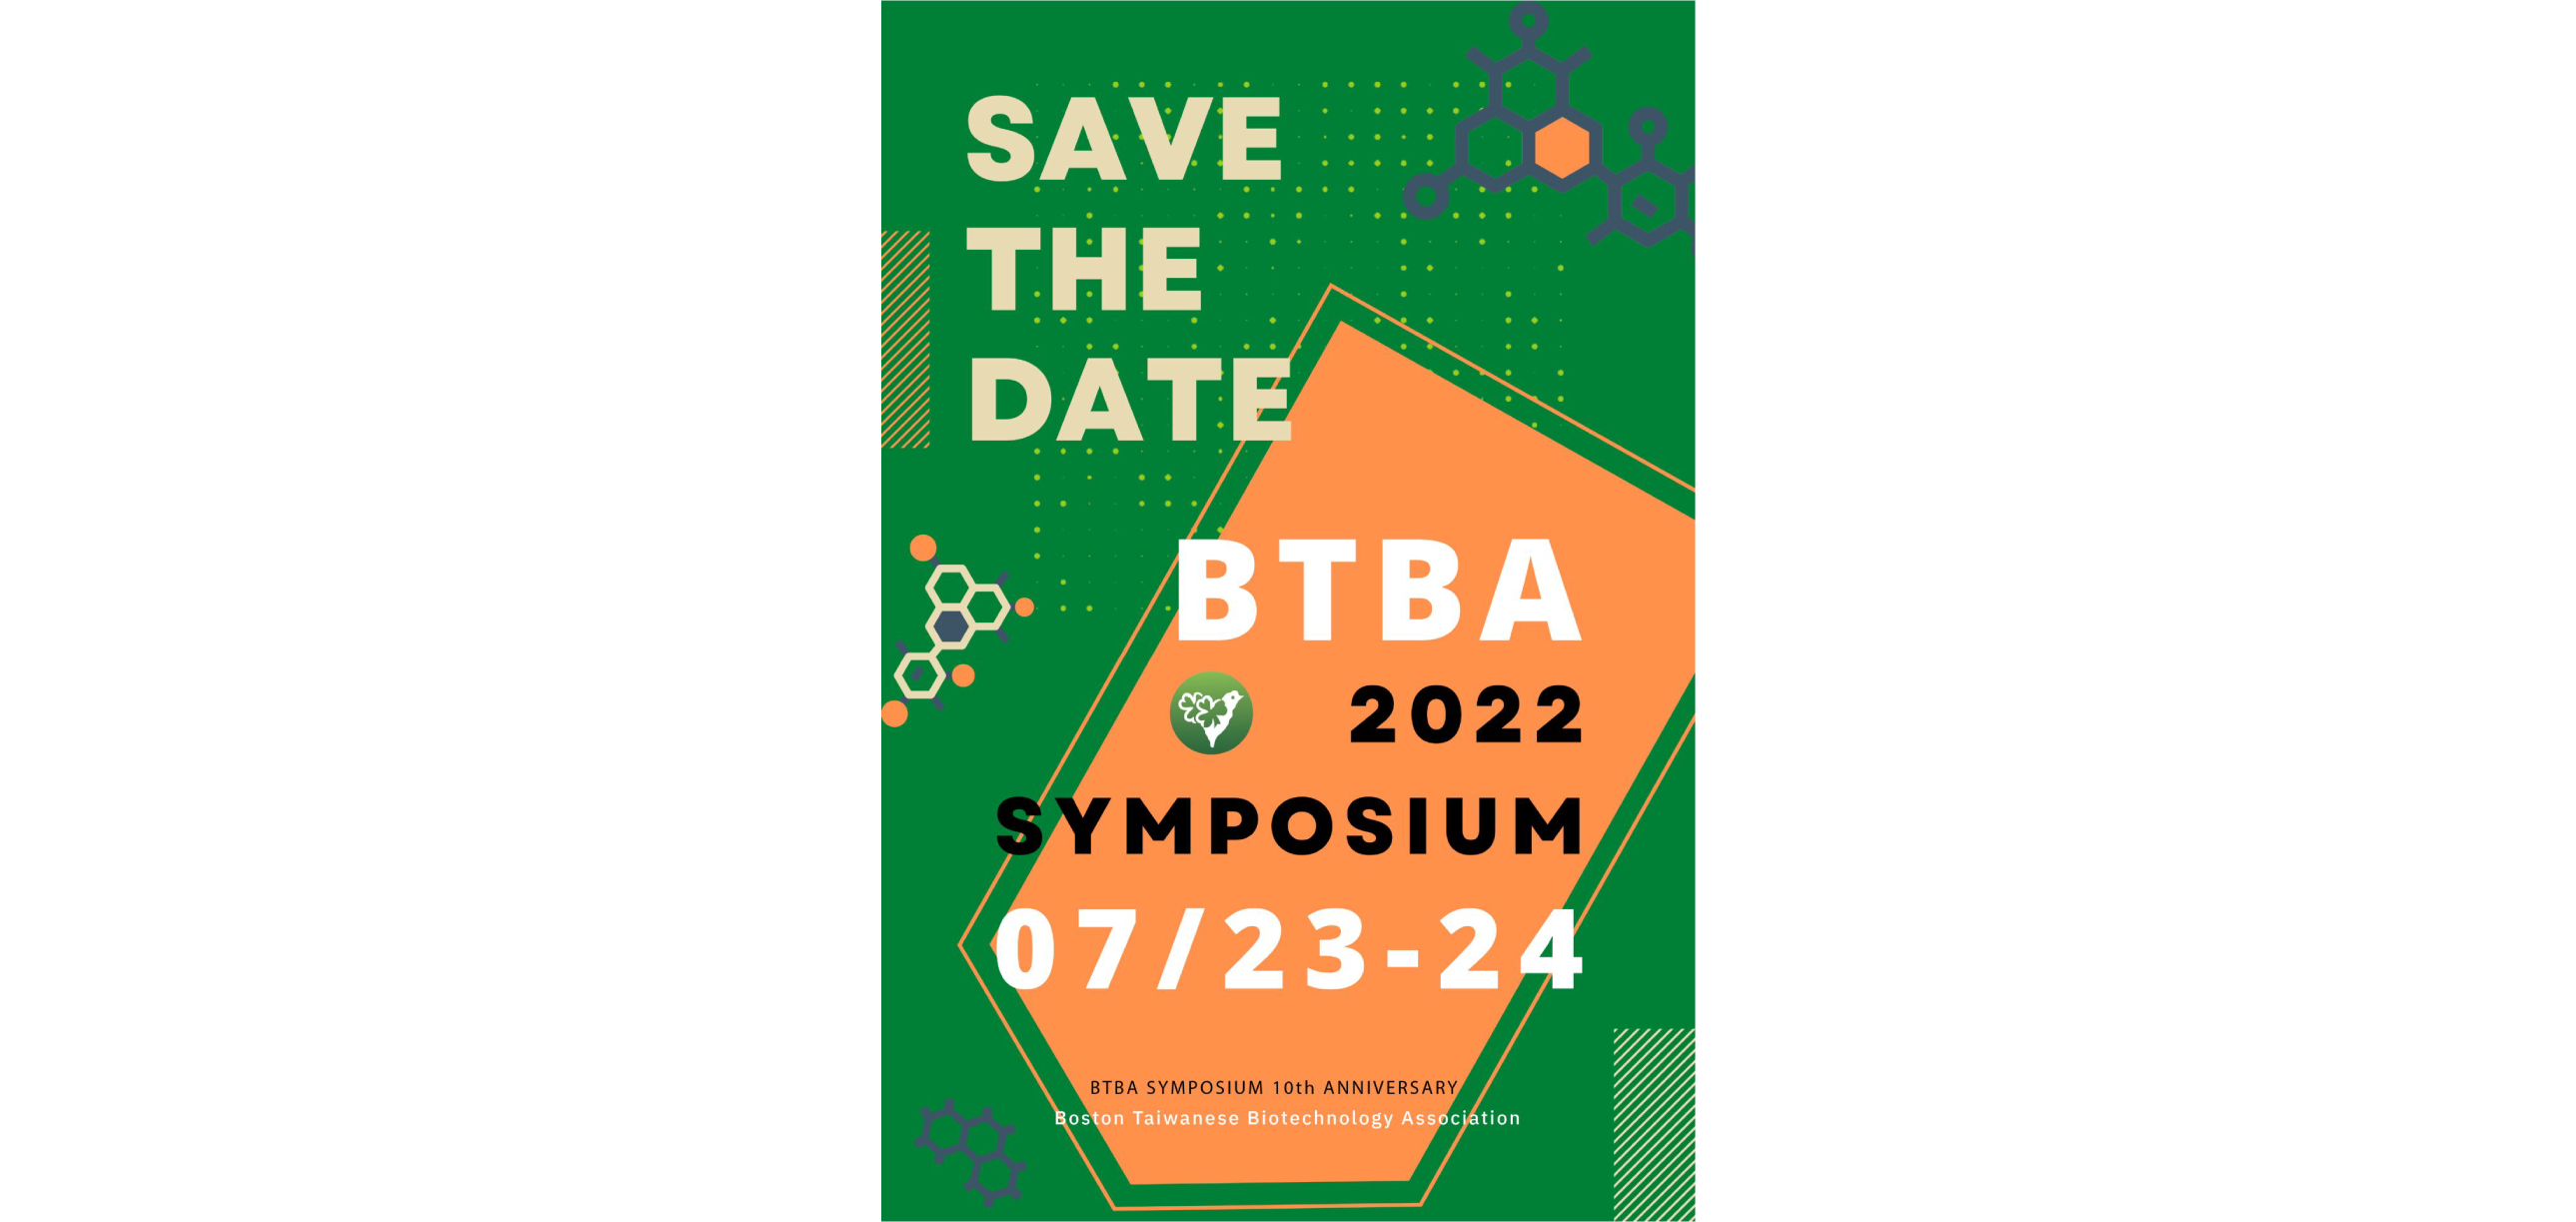 SAVE
THE
DATE
BTBA
2022
SYMPOSIUM
07/23-24
BTBA SYMPOSIUM 10th ANNIVERSARY
Boston Taiwanese Biotechnology Association